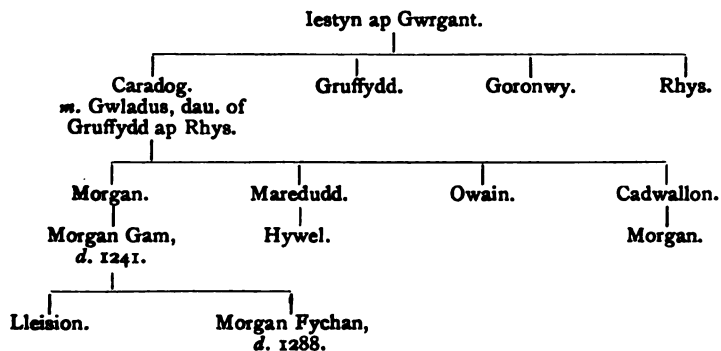 Iestyn ap Gwrgant.
Caradog. Gruffydd. Goronwy. Rhys.
m. Gwladus, dau. of
Gruffydd ap Rhys.
Morgan. Maredudd. Owain. Cadwallon.
Morgan Gam, Hywel. Morgan.
d. 1241.
Lleision. Morgan Fychan,
d. 1288.